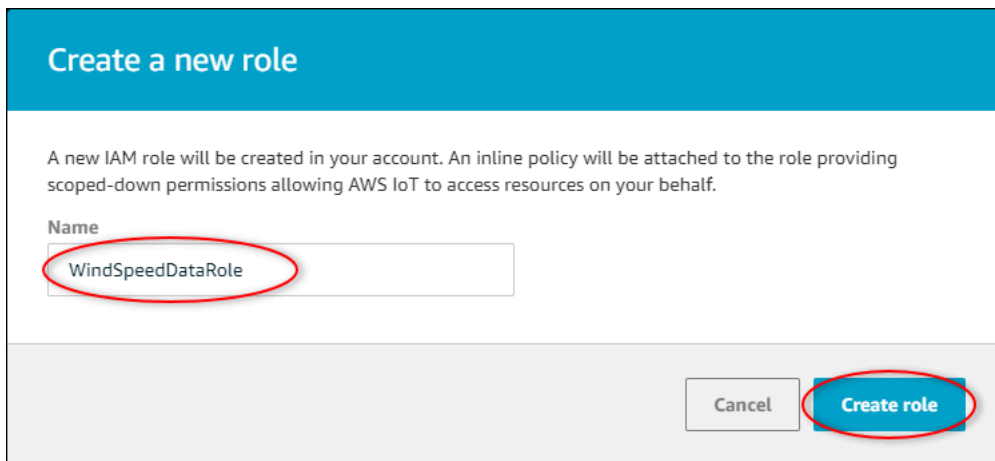 Create a new role
A new IAM role will be created in your account. An inline policy will be attached to the role providing
scoped-down permissions allowing AWS IoT to access resources on your behalf.
Name
WindSpeedDataRole
Cancel
Create role